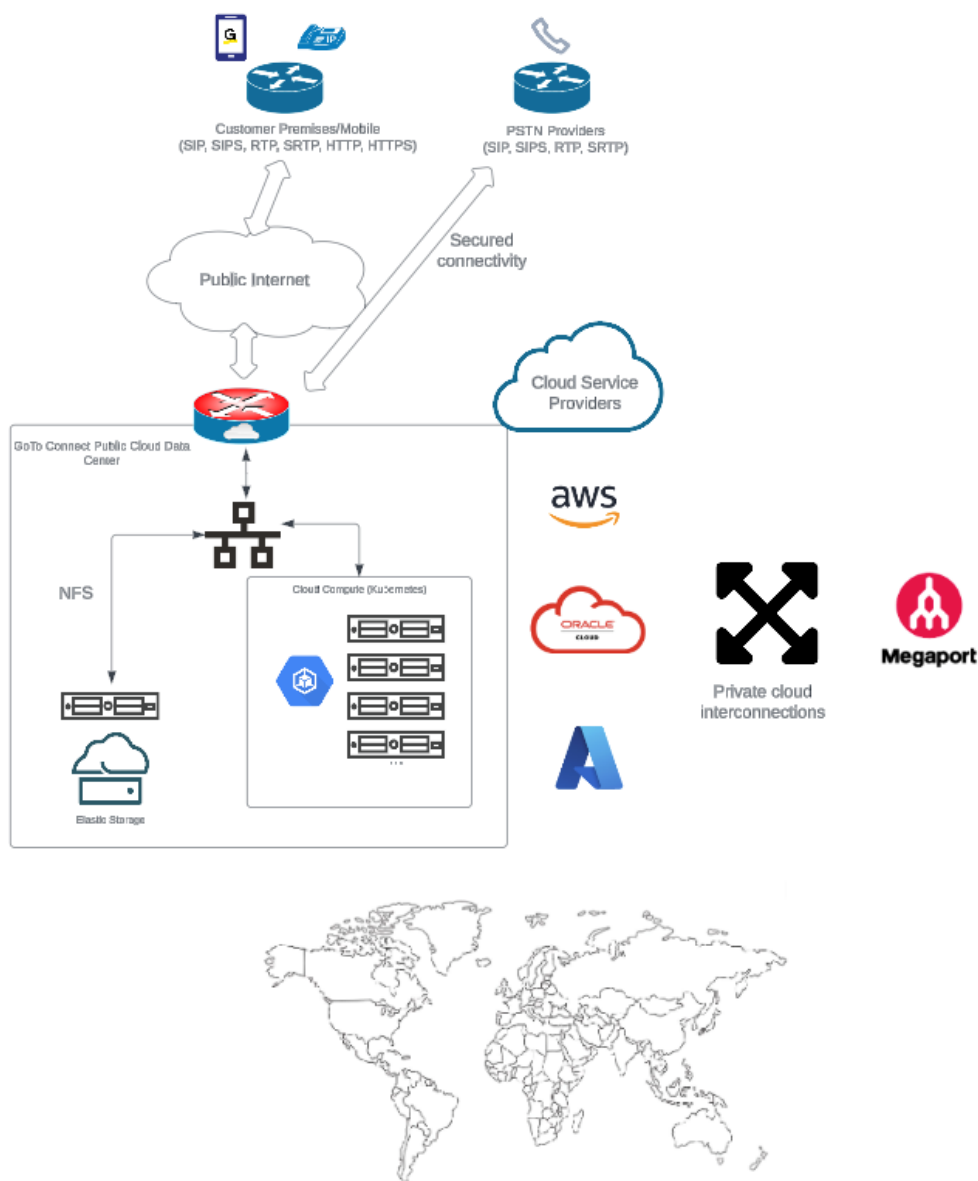 G
IP
Customer Premises/Mobile
(SIP, SIPS, RTP, SRTP, HTTP, HTTPS)
PSTN Providers
(SIP, SIPS, RTP, SRTP)
Secured
connectivity
Public Internet
Cloud Service
Providers
GoTo Connect Public Cloud Data
Center
aws
NFS
Cloud Compute (Kubernetes)
ORACLE
CLOUD
Megaport
Private cloud
interconnections
...
Elastic Storage